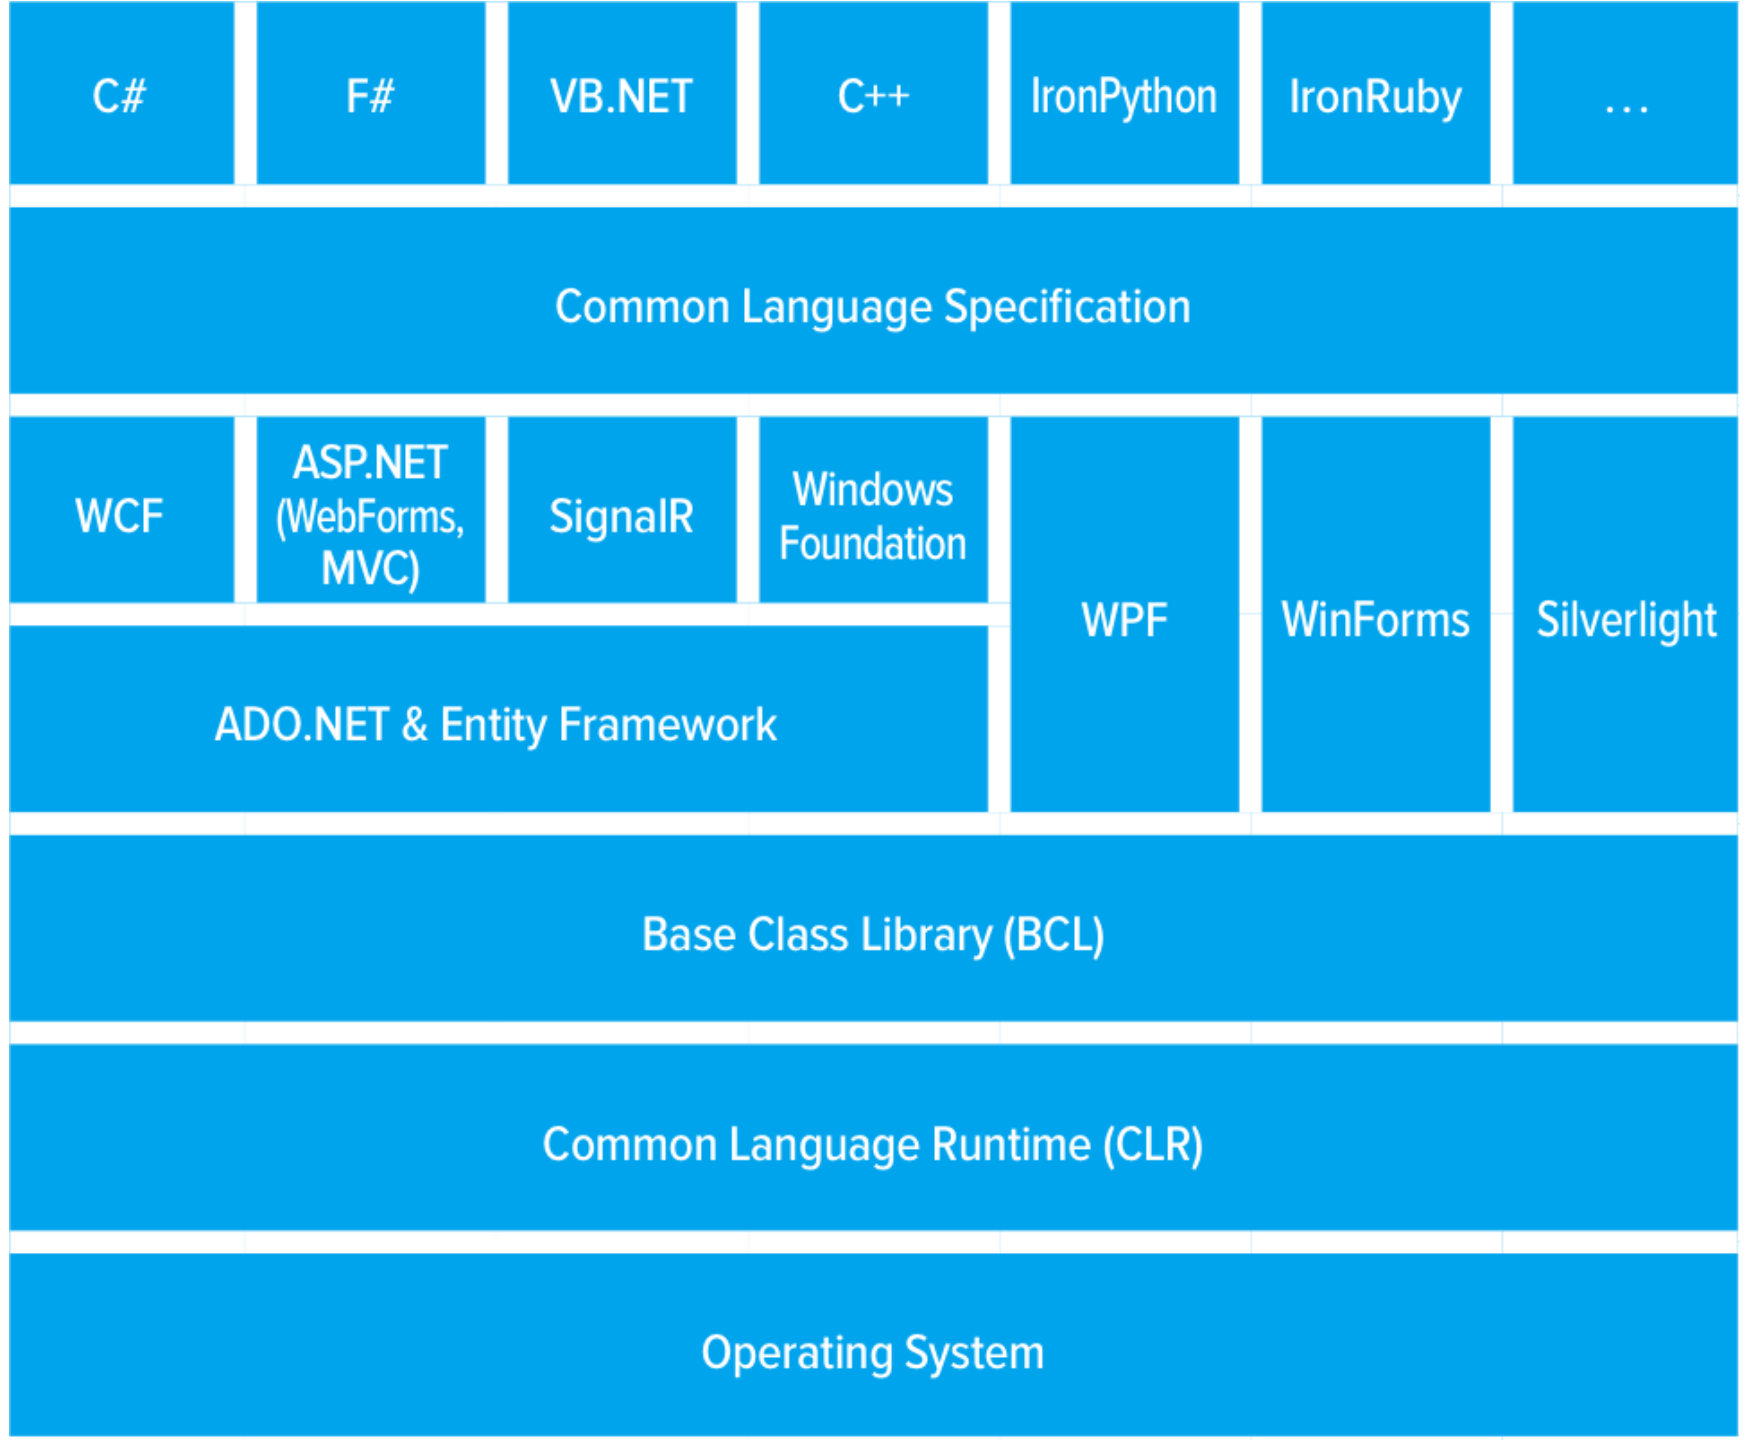 C#
F#
VB.NET
C++
IronPython
IronRuby
...
Common Language Specification
WCF
ASP.NET
(WebForms,
MVC)
SignalR
Windows
Foundation
WPF
WinForms
Silverlight
ADO.NET & Entity Framework
Base Class Library (BCL)
Common Language Runtime (CLR)
Operating System